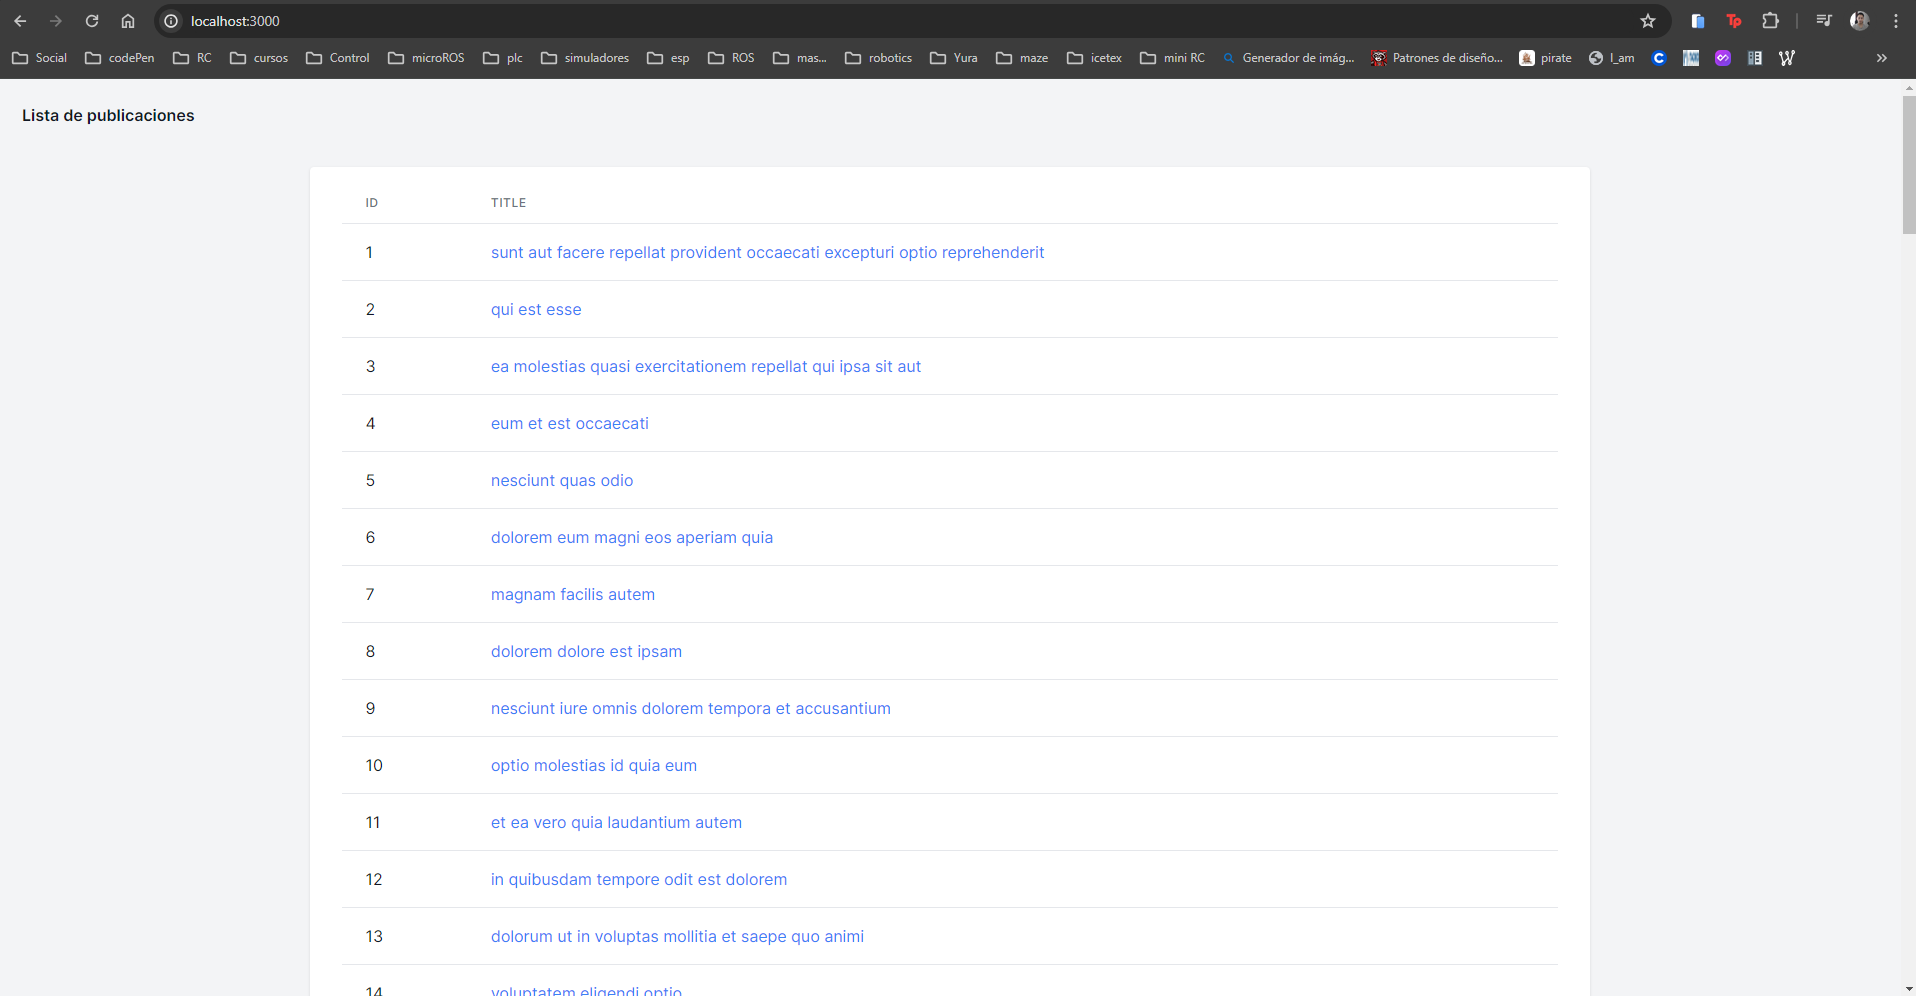 localhost:3000
Social codePen RC cursos Control microROS plc simuladores esp ROS mas... robotics Yura maze icetex mini RC Generador de imág... Patrones de diseño... pirate I_am
Lista de publicaciones
ID TITLE
1 sunt aut facere repellat provident occaecati excepturi optio reprehenderit
2 qui est esse
3 ea molestias quasi exercitationem repellat qui ipsa sit aut
4 eum et est occaecati
5 nesciunt quas odio
6 dolorem eum magni eos aperiam quia
7 magnam facilis autem
8 dolorem dolore est ipsam
9 nesciunt iure omnis dolorem tempora et accusantium
10 optio molestias id quia eum
11 et ea vero quia laudantium autem
12 in quibusdam tempore odit est dolorem
13 dolorum ut in voluptas mollitia et saepe quo animi
14 voluptatem eligendi optio